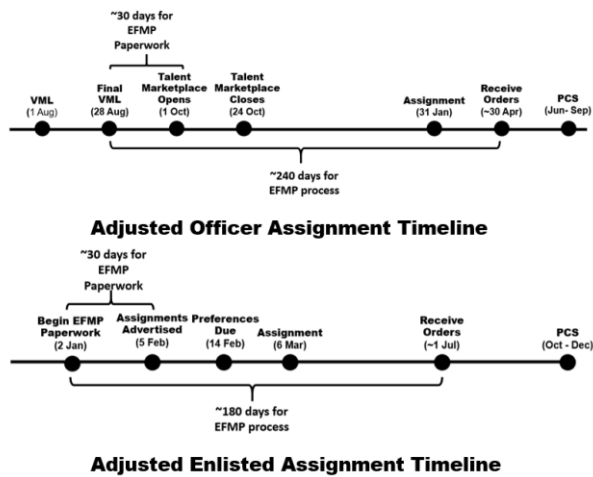 ~30 days for
EFMP
Paperwork
VML
(1 Aug)
Final
VML
(28 Aug)
Talent
Marketplace
Opens
(1 Oct)
Talent
Marketplace
Closes
(24 Oct)
Assignment
(31 Jan)
Receive
Orders
(~30 Apr)
PCS
(Jun- Sep)
~240 days for
EFMP process
Adjusted Officer Assignment Timeline
~30 days for
EFMP
Paperwork
Begin EFMP
Paperwork
(2 Jan)
Assignments
Advertised
(5 Feb)
Preferences
Due
(14 Feb)
Assignment
(6 Mar)
Receive
Orders
(~1 Jul)
PCS
(Oct - Dec)
~180 days for
EFMP process
Adjusted Enlisted Assignment Timeline